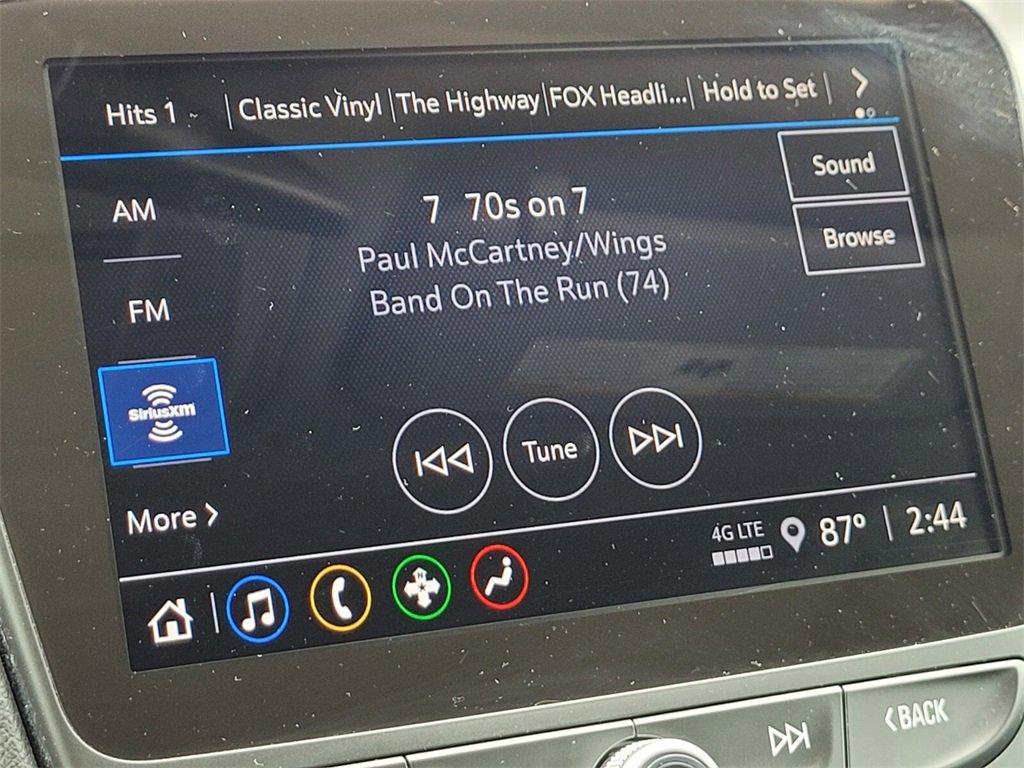 Hits 1 | Classic Vinyl | The Highway | FOX Headli... | Hold to Set |
Sound
AM
7 70s on 7
Browse
Paul McCartney/Wings
FM
Band On The Run (74)
SiriusXM
Tune
More >
4G LTE 87° | 2:44
<BACK